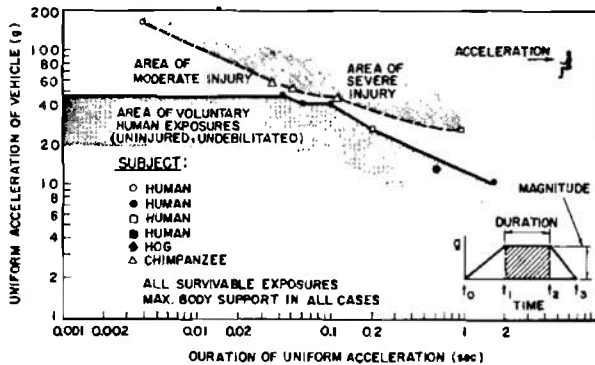 UNIFORM ACCELERATION OF VEHICLE (g)
200
100
80
60
40
20
10
8
6
4
2
1
AREA OF
MODERATE INJURY
AREA OF
SEVERE
INJURY
ACCELERATION
AREA OF VOLUNTARY
HUMAN EXPOSURES
(UNINJURED, UNDEBILITATED)
SUBJECT:
HUMAN
HUMAN
HUMAN
HUMAN
HOG
CHIMPANZEE
ALL SURVIVABLE EXPOSURES
MAX. BODY SUPPORT IN ALL CASES
MAGNITUDE
DURATION
g
t0 t1 t2 t3
TIME
0.001 0.002 0.01 0.04 0.1 0.2 1 2
DURATION OF UNIFORM ACCELERATION (sec)